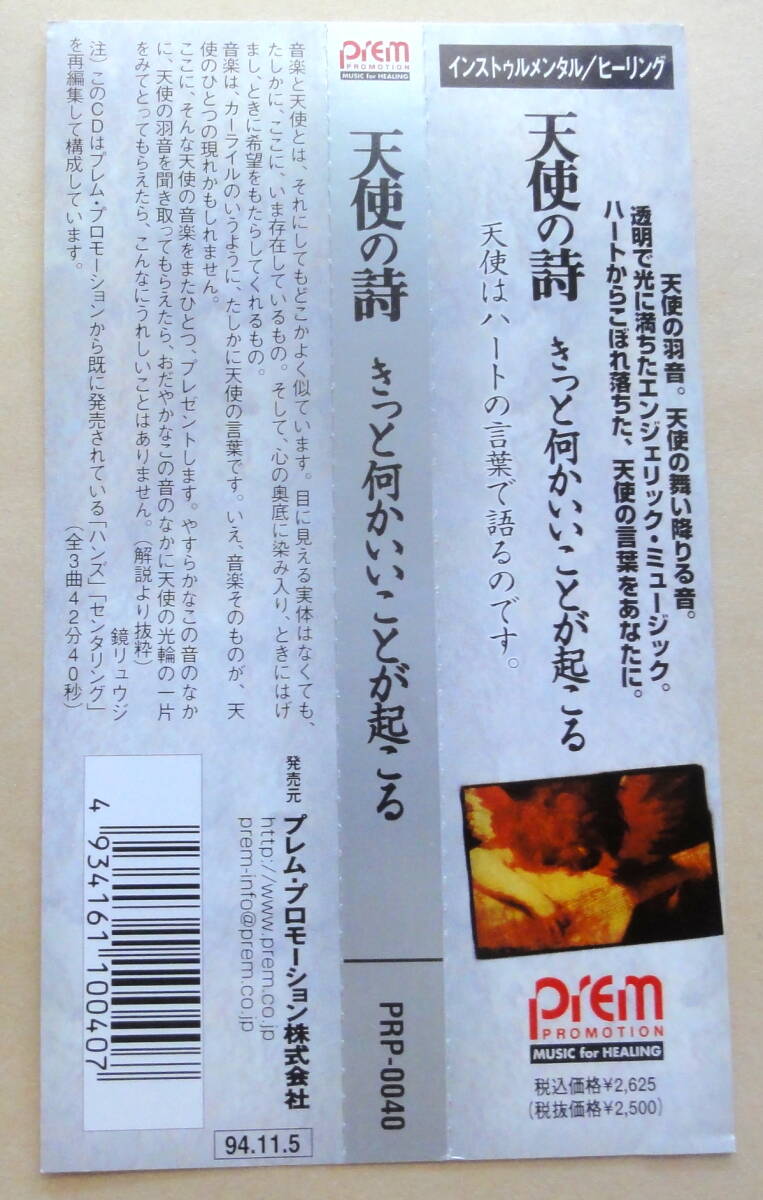 インストゥルメンタル／ヒーリング
天使の羽音。天使の舞い降りる音。
透明で光に満ちたエンジェリック・ミュージック。
ハートからこぼれ落ちた、天使の言葉をあなたに。
天使の詩 きっと何かいいことが起こる
天使はハートの言葉で語るのです。
PREM
PROMOTION
MUSIC for HEALING
税込価格¥2,625
(税抜価格¥2,500)
PREM
PROMOTION
MUSIC for HEALING
天使の詩 きっと何かいいことが起こる
PRP-0040
音楽と天使とは、それにしてもどこかよく似ています。目に見える実体はなくても、
たしかに、ここに、いま存在しているもの。そして、心の奥底に染み入り、ときにはげ
まし、ときに希望をもたらしてくれるもの。
音楽は、カーライルのいうように、たしかに天使の言葉です。いえ、音楽そのものが、天
使のひとつの現れかもしれません。
ここに、そんな天使の音楽をまたひとつ、プレゼントします。やすらかなこの音のなか
に、天使の羽音を聞き取ってもらえたら、おだやかなこの音のなかに天使の光輪の一片
をみてとってもらえたら、こんなにうれしいことはありません。(解説より抜粋)
鏡リュウジ
注）このCDはプレム・プロモーションから既に発売されている「ハンズ」「センタリング」
を再編集して構成しています。
(全3曲42分40秒)
発売元 プレム・プロモーション株式会社
http://www.prem.co.jp
prem-info@prem.co.jp
4 934161 100407
94.11.5